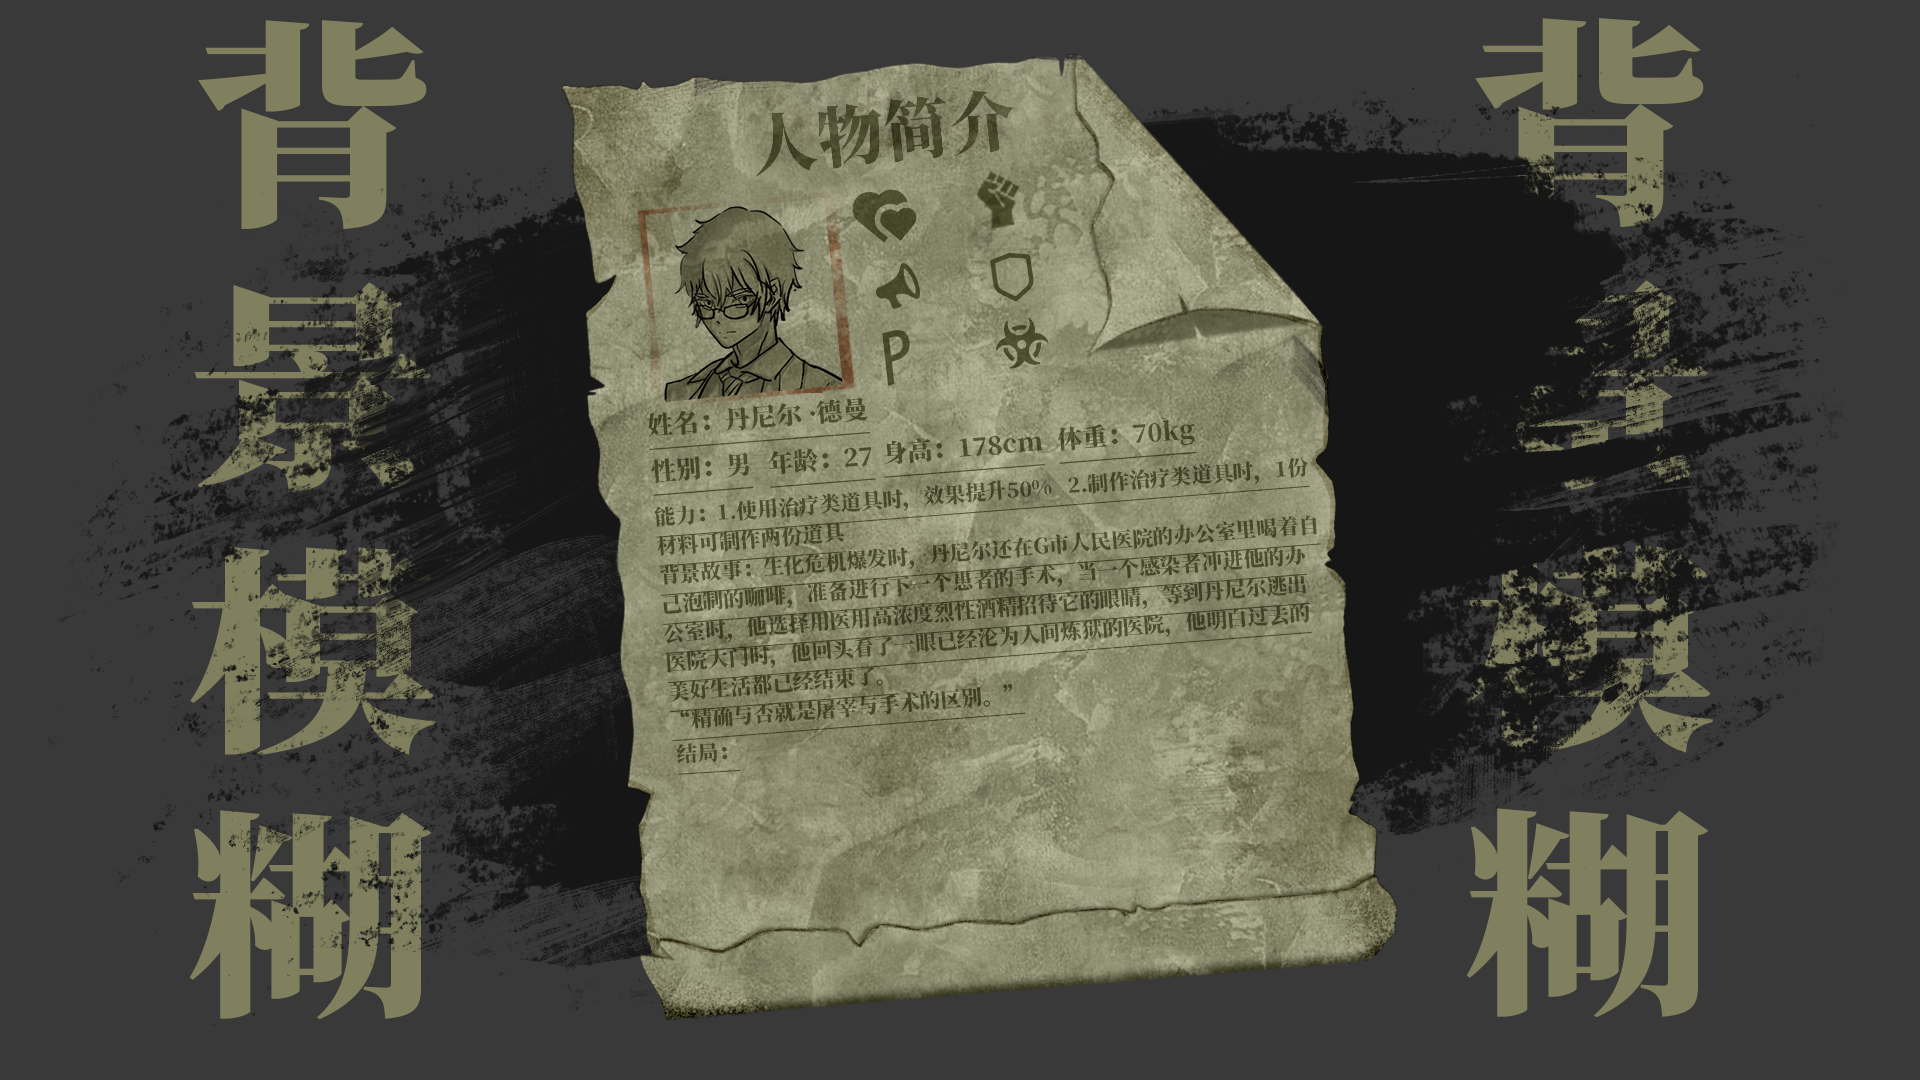 背景模糊
人物简介
P
姓名：丹尼尔·德曼
性别：男 年龄：27 身高：178cm 体重：70kg
能力：1.使用治疗类道具时，效果提升50% 2.制作治疗类道具时，1份
材料可制作两份道具
背景故事：生化危机爆发时，丹尼尔还在G市人民医院的办公室里喝着自
己泡制的咖啡，准备进行下一个患者的手术，当一个感染者冲进他的办
公室时，他选择用医用高浓度烈性酒精招待它的眼睛，等到丹尼尔逃出
医院大门时，他回头看了一眼已经沦为人间炼狱的医院，他明白过去的
美好生活都已经结束了。
“精确与否就是屠宰与手术的区别。”
结局：
背景模糊